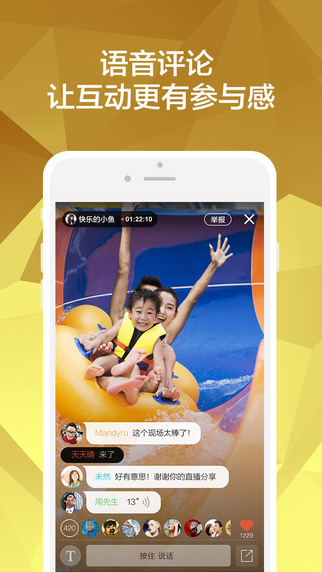 语音评论
让互动更有参与感
快乐的小鱼 01:22:10 举报
Mandyru 这个现场太棒了!
天天晴 来了
未然 好有意思!谢谢你的直播分享
周先生 13"
420
1229
T 按住 说话